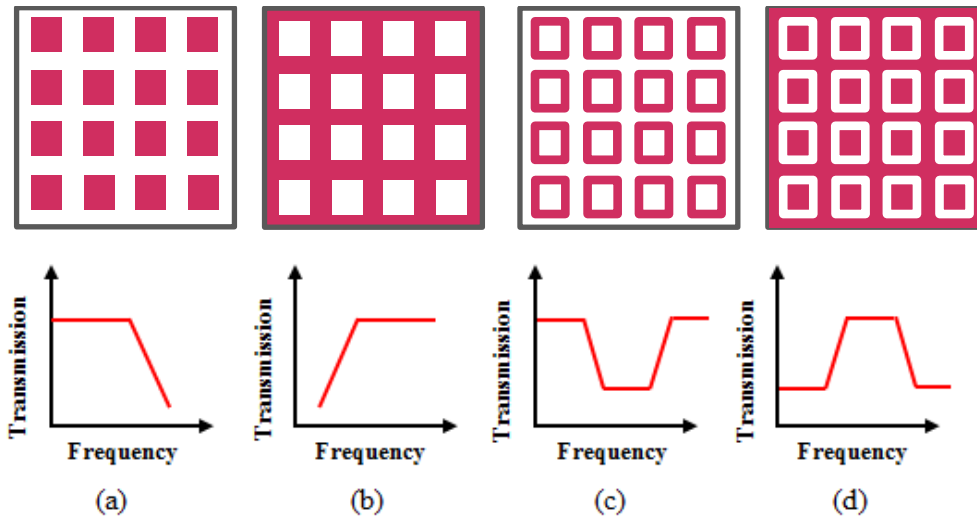 Transmission
Frequency
(a)
Transmission
Frequency
(b)
Transmission
Frequency
(c)
Transmission
Frequency
(d)